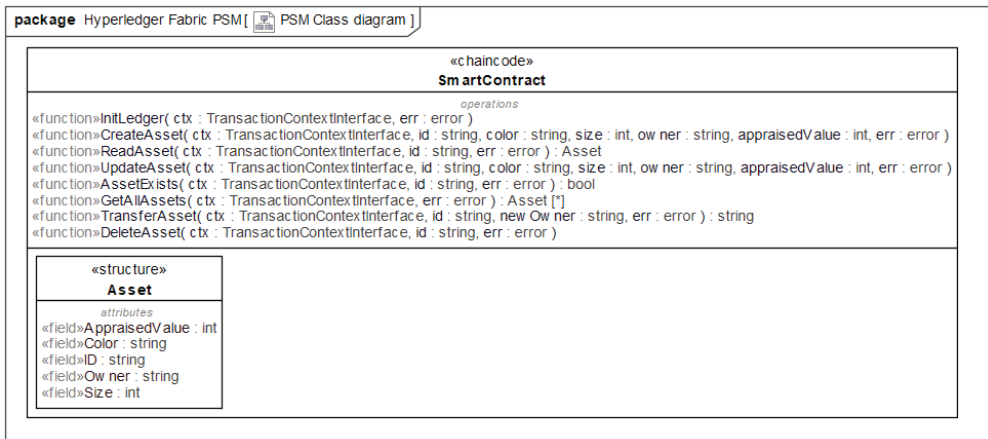 package Hyperledger Fabric PSM [ PSM Class diagram ]
«chaincode»
SmartContract
operations
«function»InitLedger( ctx : TransactionContextInterface, err : error )
«function»CreateAsset( ctx : TransactionContextInterface, id : string, color : string, size : int, owner : string, appraisedValue : int, err : error )
«function»ReadAsset( ctx : TransactionContextInterface, id : string, err : error ) : Asset
«function»UpdateAsset( ctx : TransactionContextInterface, id : string, color : string, size : int, owner : string, appraisedValue : int, err : error )
«function»AssetExists( ctx : TransactionContextInterface, id : string, err : error ) : bool
«function»GetAllAssets( ctx : TransactionContextInterface, err : error ) : Asset [*]
«function»TransferAsset( ctx : TransactionContextInterface, id : string, newOwner : string, err : error ) : string
«function»DeleteAsset( ctx : TransactionContextInterface, id : string, err : error )
«structure»
Asset
attributes
«field»AppraisedValue : int
«field»Color : string
«field»ID : string
«field»Owner : string
«field»Size : int